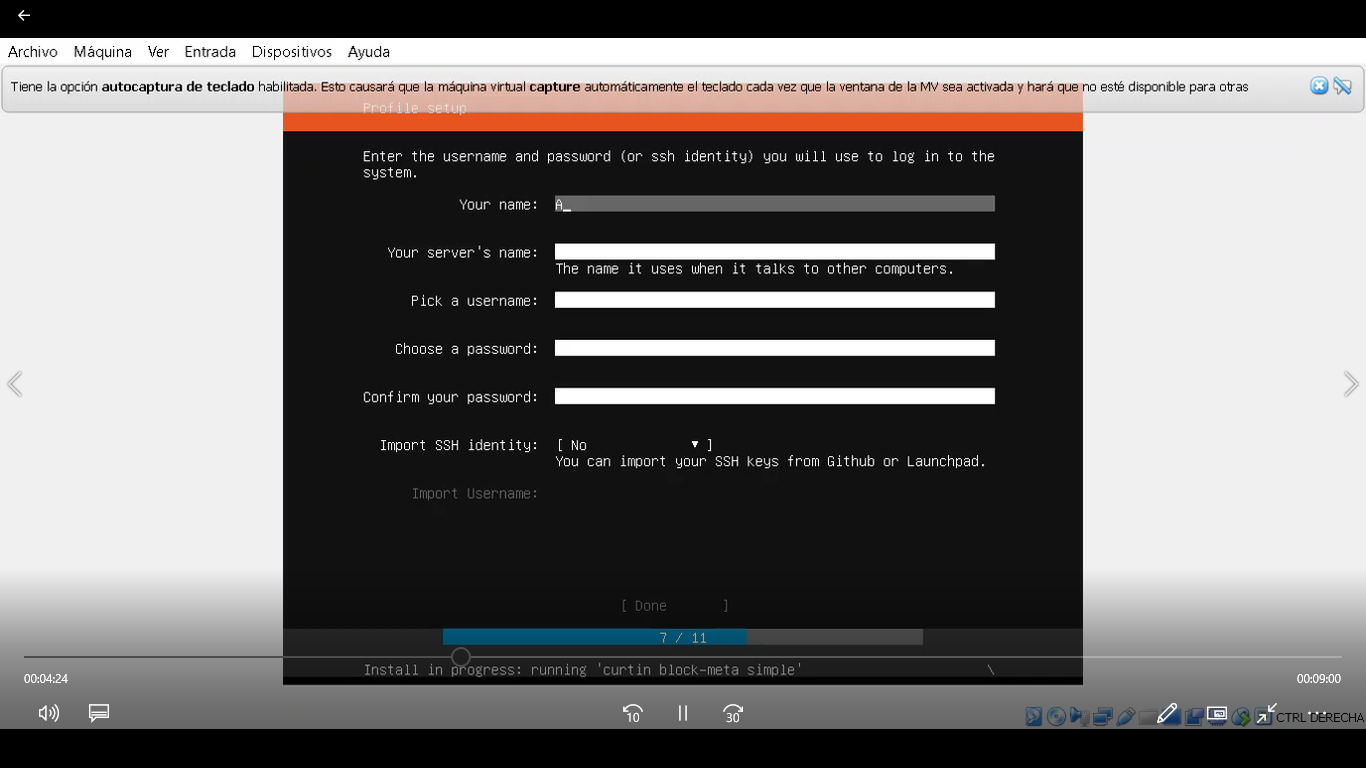 Archivo Máquina Ver Entrada Dispositivos Ayuda
Tiene la opción autocaptura de teclado habilitada. Esto causará que la máquina virtual capture automáticamente el teclado cada vez que la ventana de la MV sea activada y hará que no esté disponible para otras
Profile setup
Enter the username and password (or ssh identity) you will use to log in to the
system.
Your name: A_
Your server's name:
The name it uses when it talks to other computers.
Pick a username:
Choose a password:
Confirm your password:
Import SSH identity: [ No ▼ ]
You can import your SSH keys from Github or Launchpad.
Import Username:
[ Done ]
7 / 11
Install in progress: running 'curtin block-meta simple' \
00:04:24 00:09:00
10 30 CTRL DERECHA